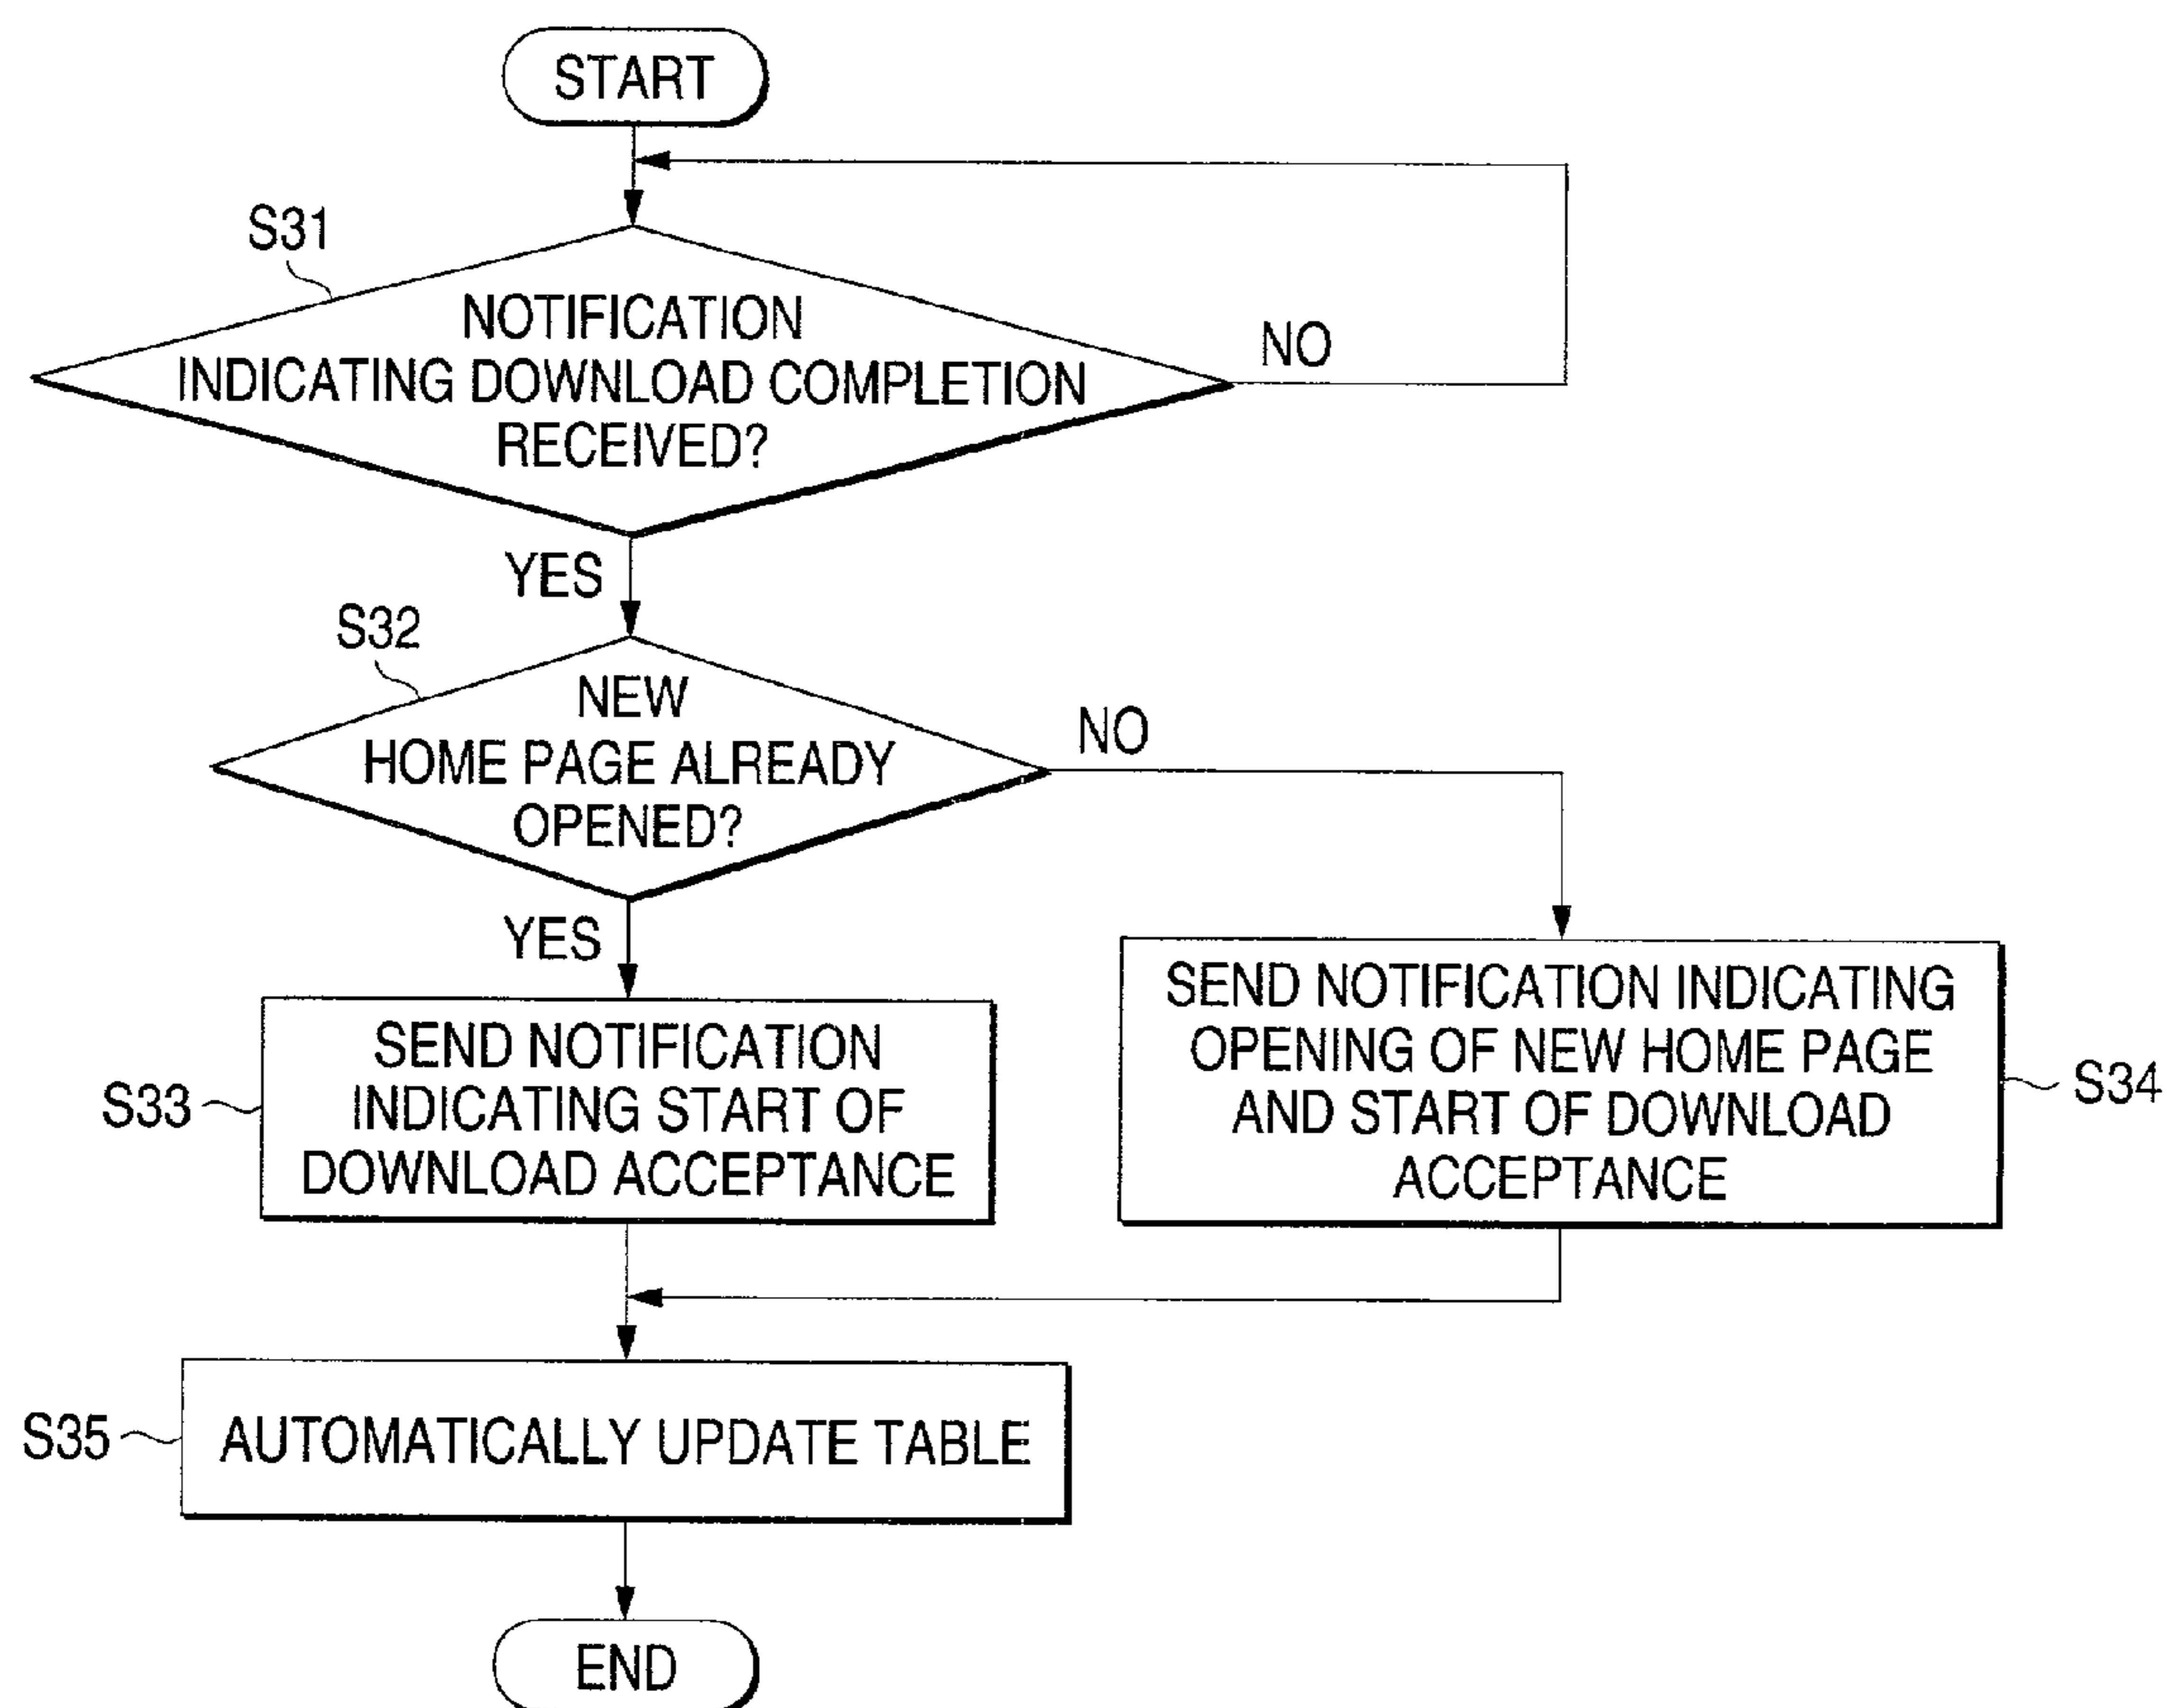 START
S31
NOTIFICATION
INDICATING DOWNLOAD COMPLETION
RECEIVED?
NO
YES
S32
NEW
HOME PAGE ALREADY
OPENED?
NO
YES
S33
SEND NOTIFICATION
INDICATING START OF
DOWNLOAD ACCEPTANCE
SEND NOTIFICATION INDICATING
OPENING OF NEW HOME PAGE
AND START OF DOWNLOAD
ACCEPTANCE
S34
S35
AUTOMATICALLY UPDATE TABLE
END